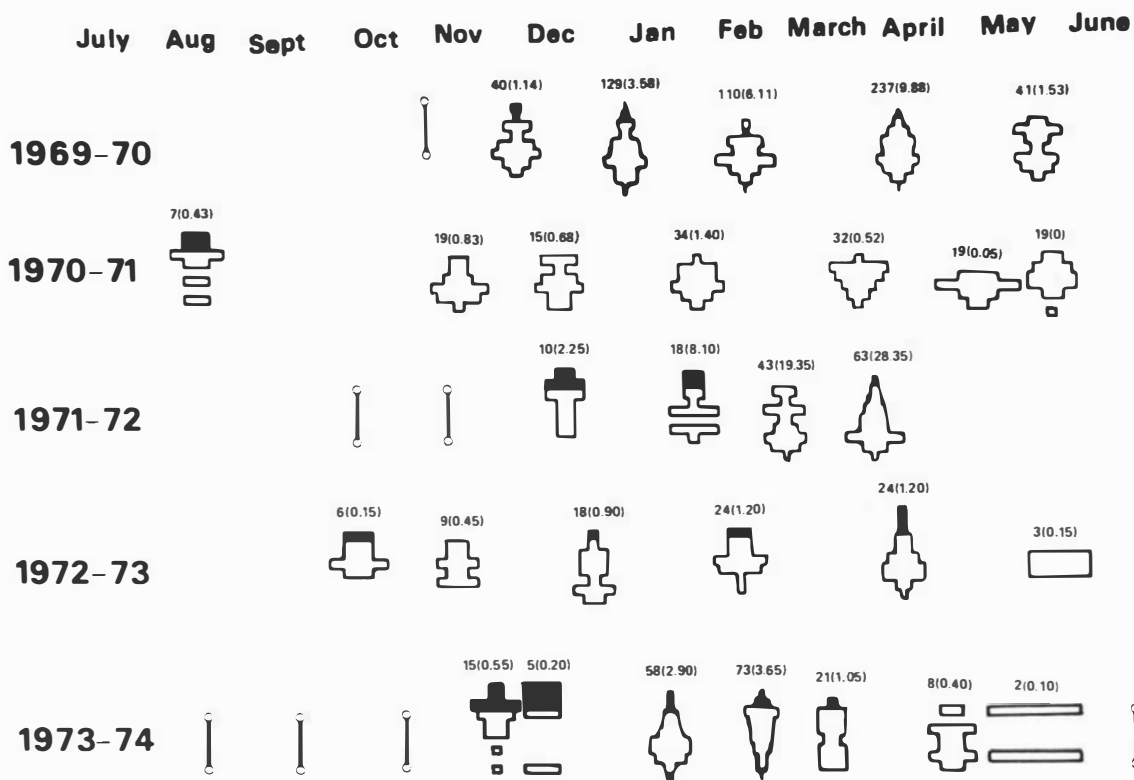 July Aug Sept Oct Nov Dec Jan Feb March April May June
40(1.14) 129(3.58) 110(6.11) 237(9.88) 41(1.53)
1969-70
7(0.43) 19(0.83) 15(0.68) 34(1.40) 32(0.52) 19(0.05) 19(0)
1970-71
10(2.25) 18(8.10) 43(19.35) 63(28.35)
1971-72
6(0.15) 9(0.45) 18(0.90) 24(1.20) 24(1.20) 3(0.15)
1972-73
15(0.55) 5(0.20) 58(2.90) 73(3.65) 21(1.05) 8(0.40) 2(0.10)
1973-74